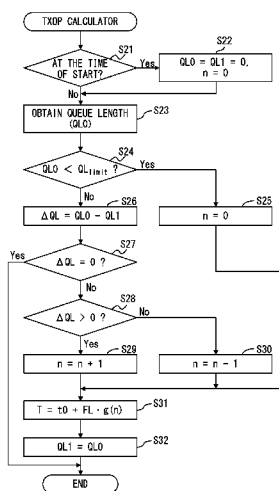 TXOP CALCULATOR
S21
AT THE TIME
OF START?
Yes
S22
QL0 = QL1 = 0,
n = 0
No
OBTAIN QUEUE LENGTH
(QL0)
S23
S24
QL0 < QLlimit ?
Yes
No
S26
ΔQL = QL0 - QL1
S25
n = 0
S27
Yes
ΔQL = 0 ?
No
S28
ΔQL > 0 ?
No
Yes
S29
n = n + 1
S30
n = n - 1
T = t0 + FL · g(n)
S31
QL1 = QL0
S32
END